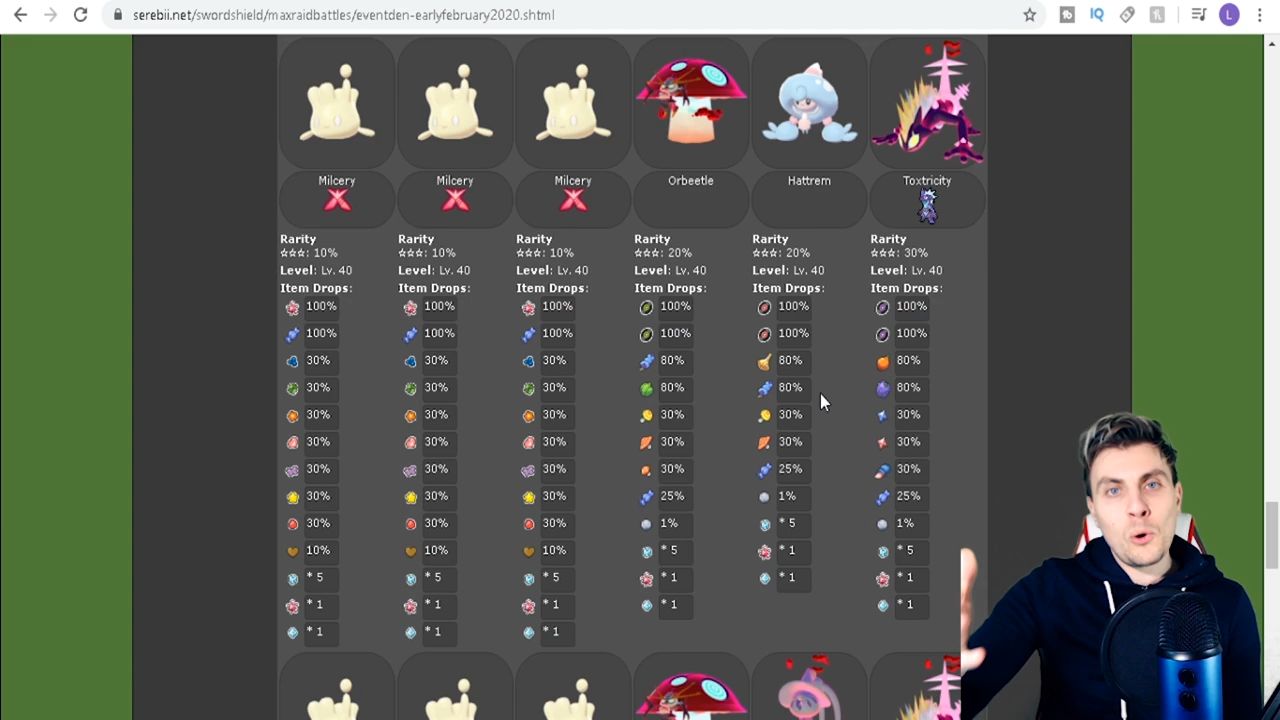 serebii.net/swordshield/maxraidbattles/eventden-earlyfebruary2020.shtml
L
Milcery Milcery Milcery Orbeetle Hattrem Toxtricity
Rarity Rarity Rarity Rarity Rarity Rarity
☆☆☆: 10% ☆☆☆: 10% ☆☆☆: 10% ☆☆☆: 20% ☆☆☆: 20% ☆☆☆: 30%
Level: Lv. 40 Level: Lv. 40 Level: Lv. 40 Level: Lv. 40 Level: Lv. 40 Level: Lv. 40
Item Drops: Item Drops: Item Drops: Item Drops: Item Drops: Item Drops:
100% 100% 100% 100% 100% 100%
100% 100% 100% 100% 100% 100%
30% 30% 30% 80% 80% 80%
30% 30% 30% 80% 80% 80%
30% 30% 30% 30% 30% 30%
30% 30% 30% 30% 30% 30%
30% 30% 30% 30% 25% 30%
30% 30% 30% 25% 1% 25%
30% 30% 30% 1% * 5 1%
10% 10% 10% * 5 * 1 * 5
* 5 * 5 * 5 * 1 * 1 * 1
* 1 * 1 * 1 * 1 * 1
* 1 * 1 * 1